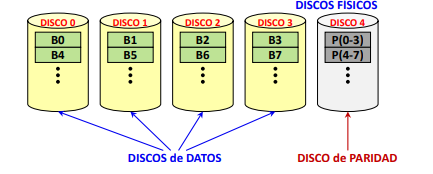 DISCOS FÍSICOS
DISCO 0 DISCO 1 DISCO 2 DISCO 3 DISCO 4
B0 B1 B2 B3 P(0-3)
B4 B5 B6 B7 P(4-7)
DISCOS de DATOS DISCO de PARIDAD